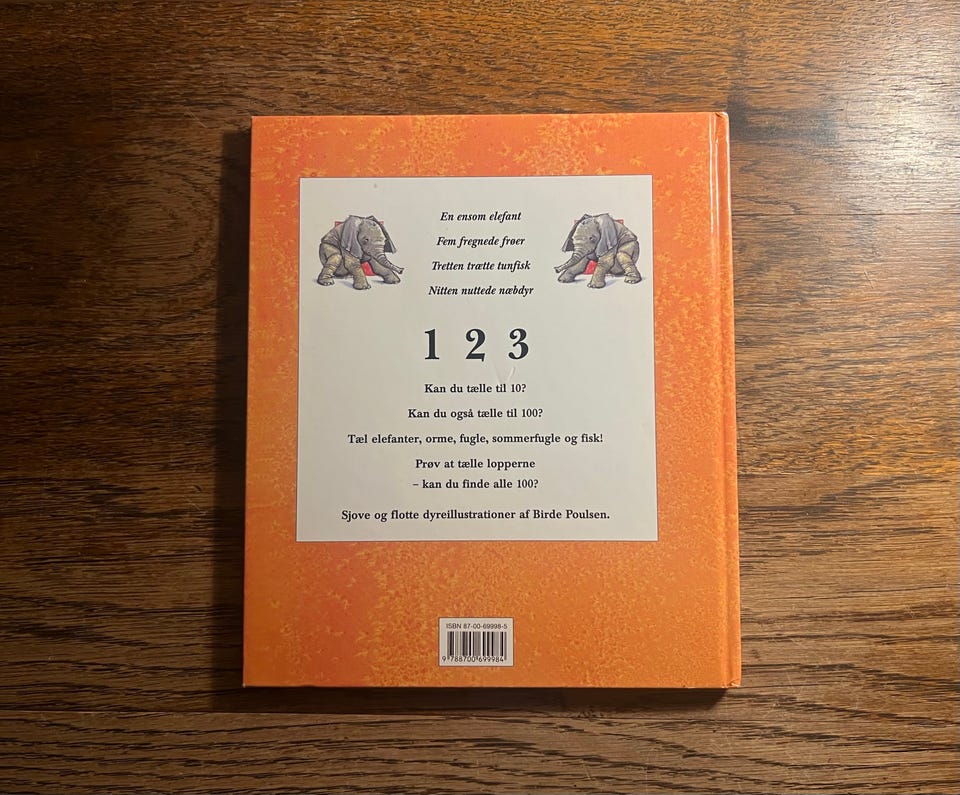 En ensom elefant
Fem fregnede frøer
Tretten trætte tunfisk
Nitten nuttede næbdyr
1 2 3
Kan du tælle til 10?
Kan du også tælle til 100?
Tæl elefanter, orme, fugle, sommerfugle og fisk!
Prøv at tælle lopperne
– kan du finde alle 100?
Sjove og flotte dyreillustrationer af Birde Poulsen.
ISBN 87-00-69998-5
9 788700 699984